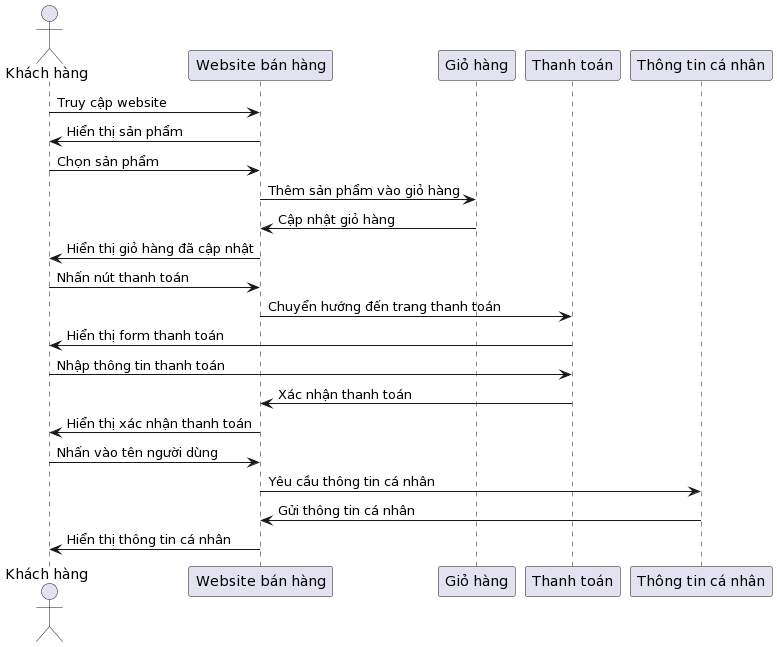 Khách hàng
Website bán hàng
Giỏ hàng
Thanh toán
Thông tin cá nhân
Truy cập website
Hiển thị sản phẩm
Chọn sản phẩm
Thêm sản phẩm vào giỏ hàng
Cập nhật giỏ hàng
Hiển thị giỏ hàng đã cập nhật
Nhấn nút thanh toán
Chuyển hướng đến trang thanh toán
Hiển thị form thanh toán
Nhập thông tin thanh toán
Xác nhận thanh toán
Hiển thị xác nhận thanh toán
Nhấn vào tên người dùng
Yêu cầu thông tin cá nhân
Gửi thông tin cá nhân
Hiển thị thông tin cá nhân
Khách hàng
Website bán hàng
Giỏ hàng
Thanh toán
Thông tin cá nhân